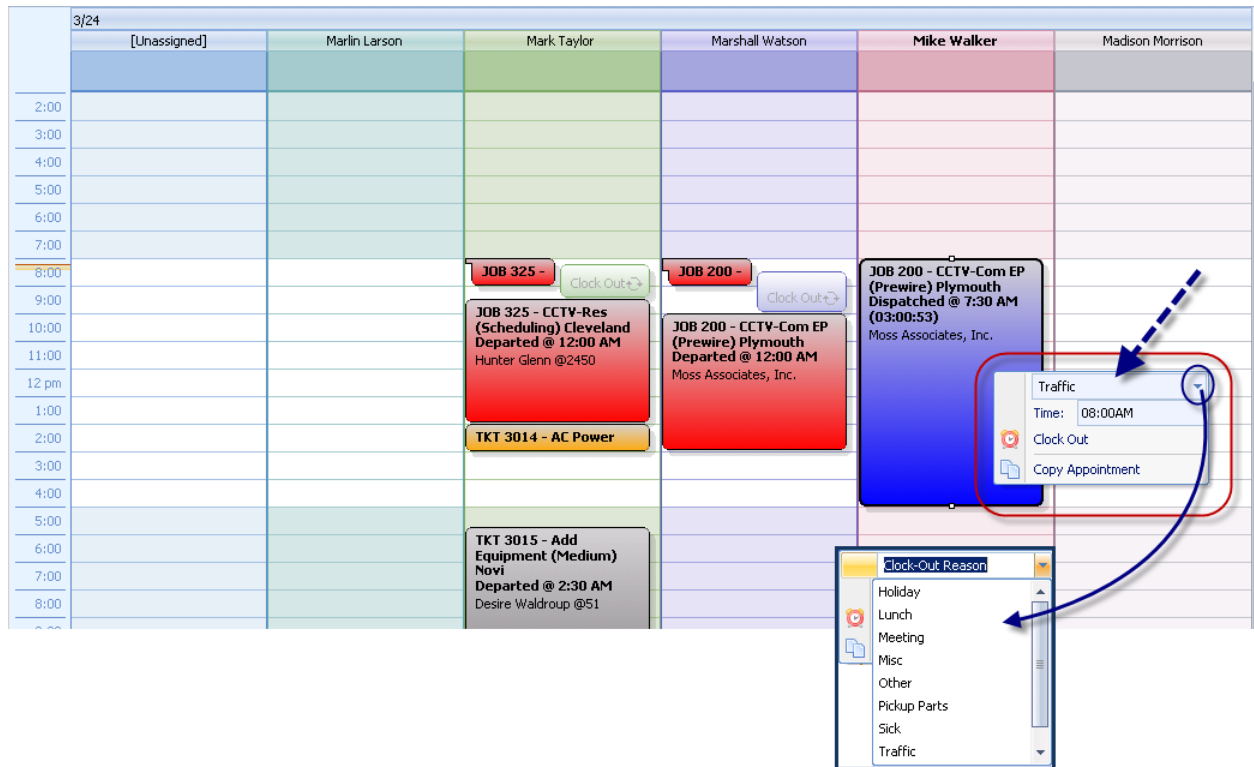 3/24
[Unassigned]
Marlin Larson
Mark Taylor
Marshall Watson
Mike Walker
Madison Morrison
2:00
3:00
4:00
5:00
6:00
7:00
8:00
9:00
10:00
11:00
12 pm
1:00
2:00
3:00
4:00
5:00
6:00
7:00
8:00
JOB 325 -
Clock Out
JOB 325 - CCTV-Res
(Scheduling) Cleveland
Departed @ 12:00 AM
Hunter Glenn @2450
TKT 3014 - AC Power
TKT 3015 - Add
Equipment (Medium)
Novi
Departed @ 2:30 AM
Desire Waldroup @51
JOB 200 -
Clock Out
JOB 200 - CCTV-Com EP
(Prewire) Plymouth
Departed @ 12:00 AM
Moss Associates, Inc.
JOB 200 - CCTV-Com EP
(Prewire) Plymouth
Dispatched @ 7:30 AM
(03:00:53)
Moss Associates, Inc.
Traffic
Time: 08:00AM
Clock Out
Copy Appointment
Clock-Out Reason
Holiday
Lunch
Meeting
Misc
Other
Pickup Parts
Sick
Traffic